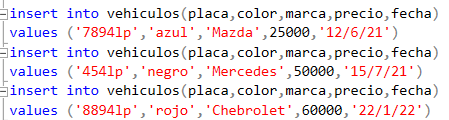 insert into vehiculos(placa,color,marca,precio,fecha)
values ('7894lp','azul','Mazda',25000,'12/6/21')
insert into vehiculos(placa,color,marca,precio,fecha)
values ('454lp','negro','Mercedes',50000,'15/7/21')
insert into vehiculos(placa,color,marca,precio,fecha)
values ('8894lp','rojo','Chebrolet',60000,'22/1/22')